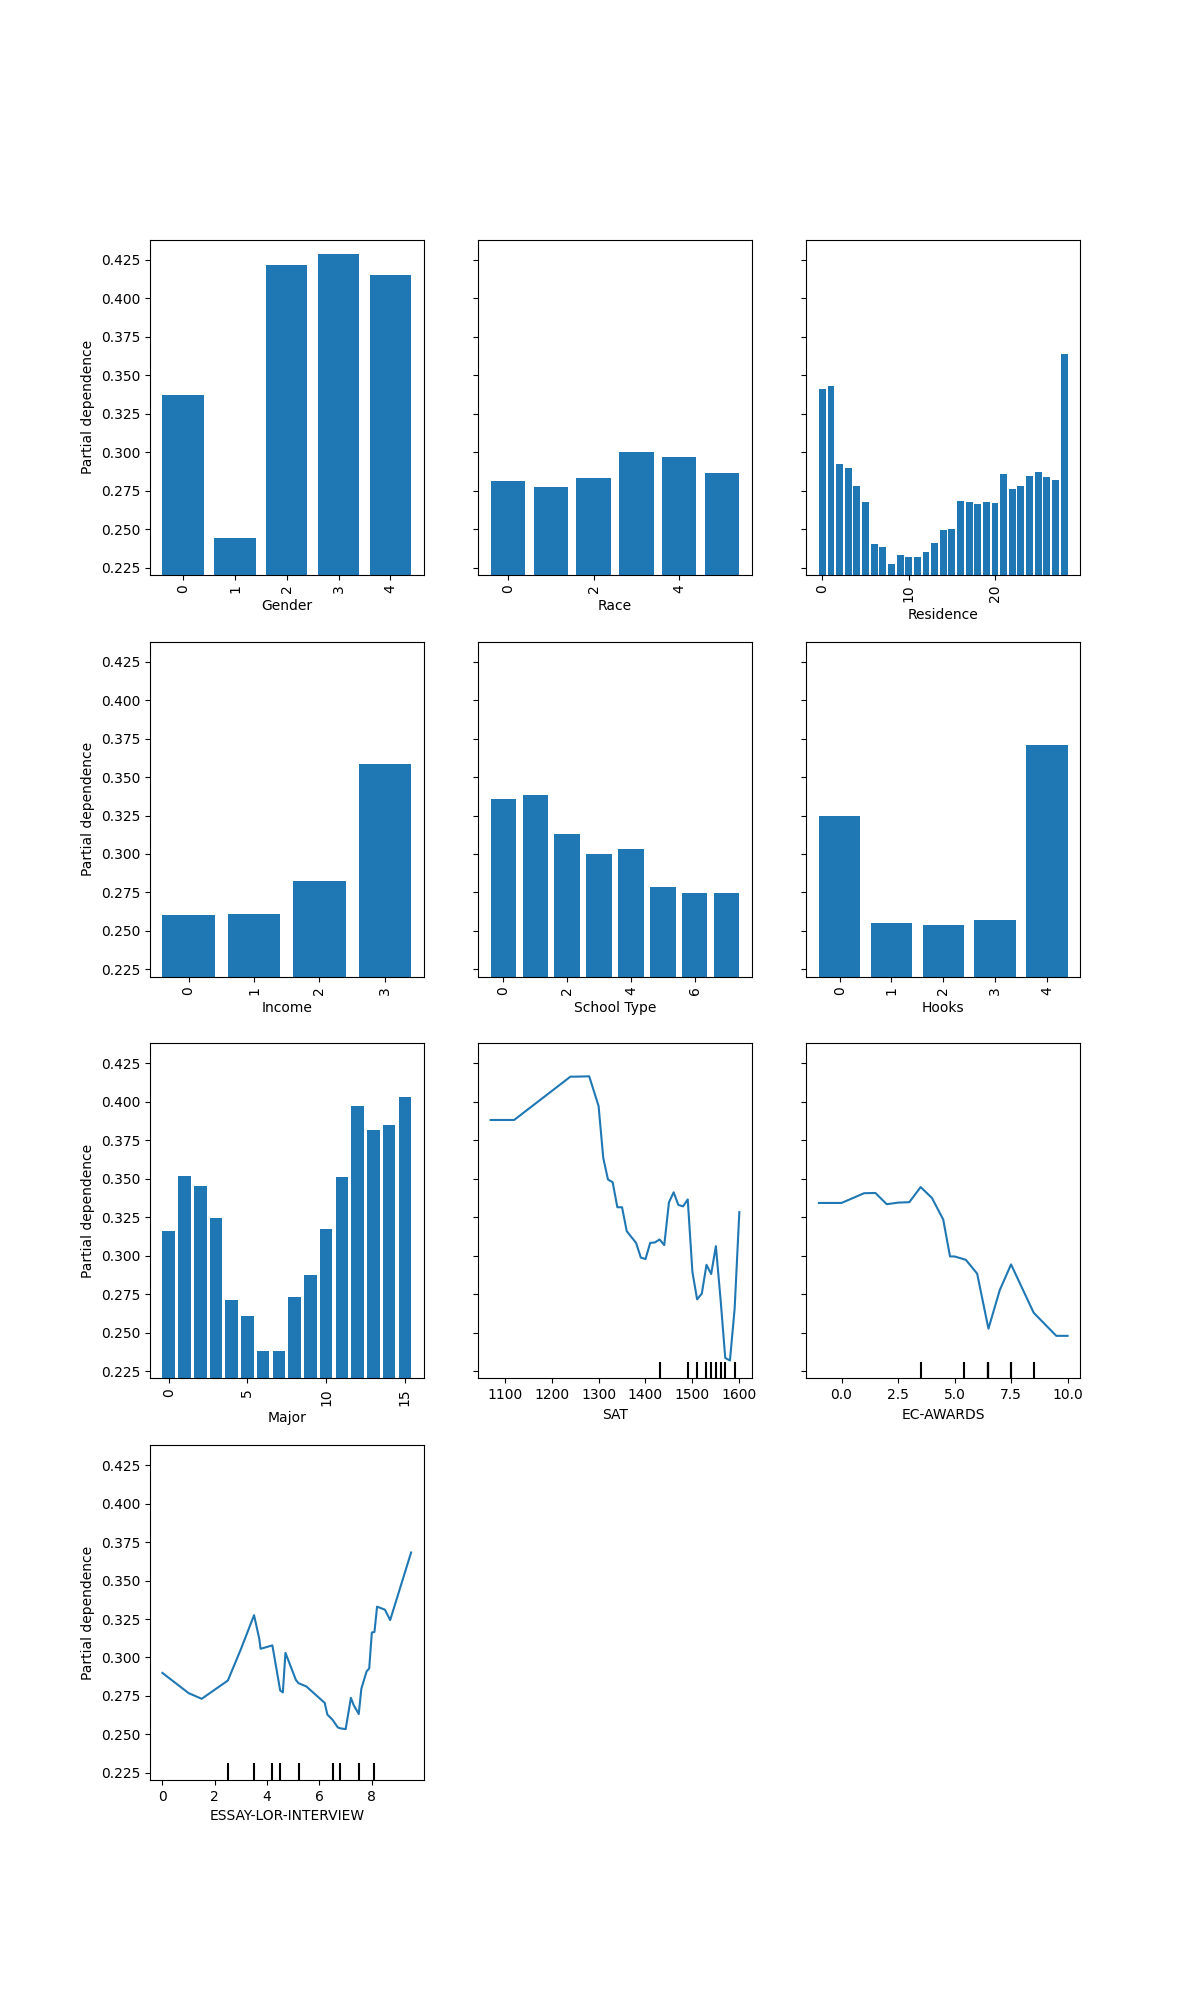 0.425
0.400
0.375
0.350
0.325
0.300
0.275
0.250
0.225
Partial dependence
0 1 2 3 4
Gender
0 2 4
Race
0 10 20
Residence
0.425
0.400
0.375
0.350
0.325
0.300
0.275
0.250
0.225
Partial dependence
0 1 2 3
Income
0 2 4 6
School Type
0 1 2 3 4
Hooks
0.425
0.400
0.375
0.350
0.325
0.300
0.275
0.250
0.225
Partial dependence
0 5 10 15
Major
1100 1200 1300 1400 1500 1600
SAT
0.0 2.5 5.0 7.5 10.0
EC-AWARDS
0.425
0.400
0.375
0.350
0.325
0.300
0.275
0.250
0.225
Partial dependence
0 2 4 6 8
ESSAY-LOR-INTERVIEW